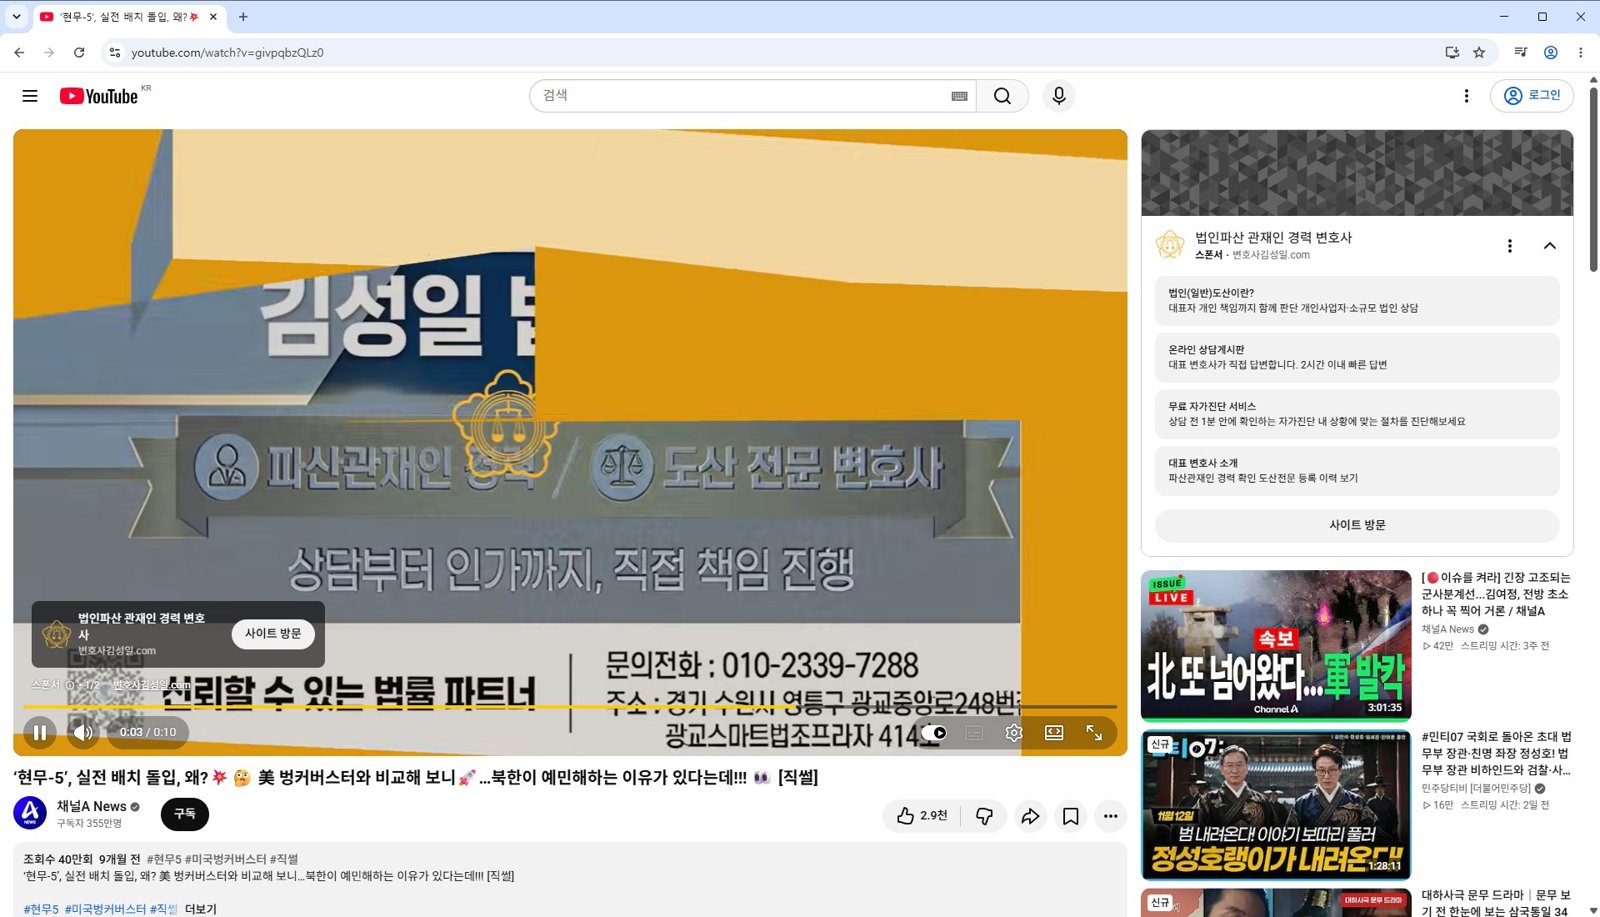 '현무-5', 실전 배치 돌입, 왜?💥
youtube.com/watch?v=givpqbzQLz0
YouTube KR
검색
로그인
김성일 법
파산관재인 경력 / 도산 전문 변호사
상담부터 인가까지, 직접 책임 진행
법인파산 관재인 경력 변호
사
변호사김성일.com
사이트 방문
스폰서 · 1/2 변호사김성일.com
신뢰할 수 있는 법률 파트너
문의전화 : 010-2339-7288
주소 : 경기 수원시 영통구 광교중앙로248번
광교스마트법조프라자 414호
0:03 / 0:10
'현무-5', 실전 배치 돌입, 왜?💥 🤔 美 벙커버스터와 비교해 보니🚀...북한이 예민해하는 이유가 있다는데!!! 👀 [직썰]
채널A News
구독자 355만명
구독
2.9천
조회수 40만회 9개월 전 #현무5 #미국벙커버스터 #직썰
'현무-5', 실전 배치 돌입, 왜? 美 벙커버스터와 비교해 보니...북한이 예민해하는 이유가 있다는데!!! [직썰]
#현무5 #미국벙커버스터 #직썰 더보기
법인파산 관재인 경력 변호사
스폰서 · 변호사김성일.com
법인(일반)도산이란?
대표자 개인 책임까지 함께 판단 개인사업자·소규모 법인 상담
온라인 상담게시판
대표 변호사가 직접 답변합니다. 2시간 이내 빠른 답변
무료 자가진단 서비스
상담 전 1분 안에 확인하는 자가진단 내 상황에 맞는 절차를 진단해보세요
대표 변호사 소개
파산관재인 경력 확인 도산전문 등록 이력 보기
사이트 방문
ISSUE
LIVE
속보
北 또 넘어왔다...軍 발칵
Channel A
3:01:35
[🔴이슈를 켜라] 긴장 고조되는
군사분계선...김여정, 전방 초소
하나 꼭 찍어 거론 / 채널A
채널A News
42만 스트리밍 시간: 3주 전
신규
티07:
11월 12일
범 내려온다! 이야기 보따리 풀러
정성호랭이가 내려온다
1:28:11
#민티07 국회로 돌아온 초대 법
무부 장관·친명 좌장 정성호! 법
무부 장관 비하인드와 검찰·사...
민주당티비 [더불어민주당]
16만 스트리밍 시간: 2일 전
신규
대하사극 문무 드라마
대하사극 문무 드라마｜문무 보
기 전 한눈에 보는 삼국통일 34